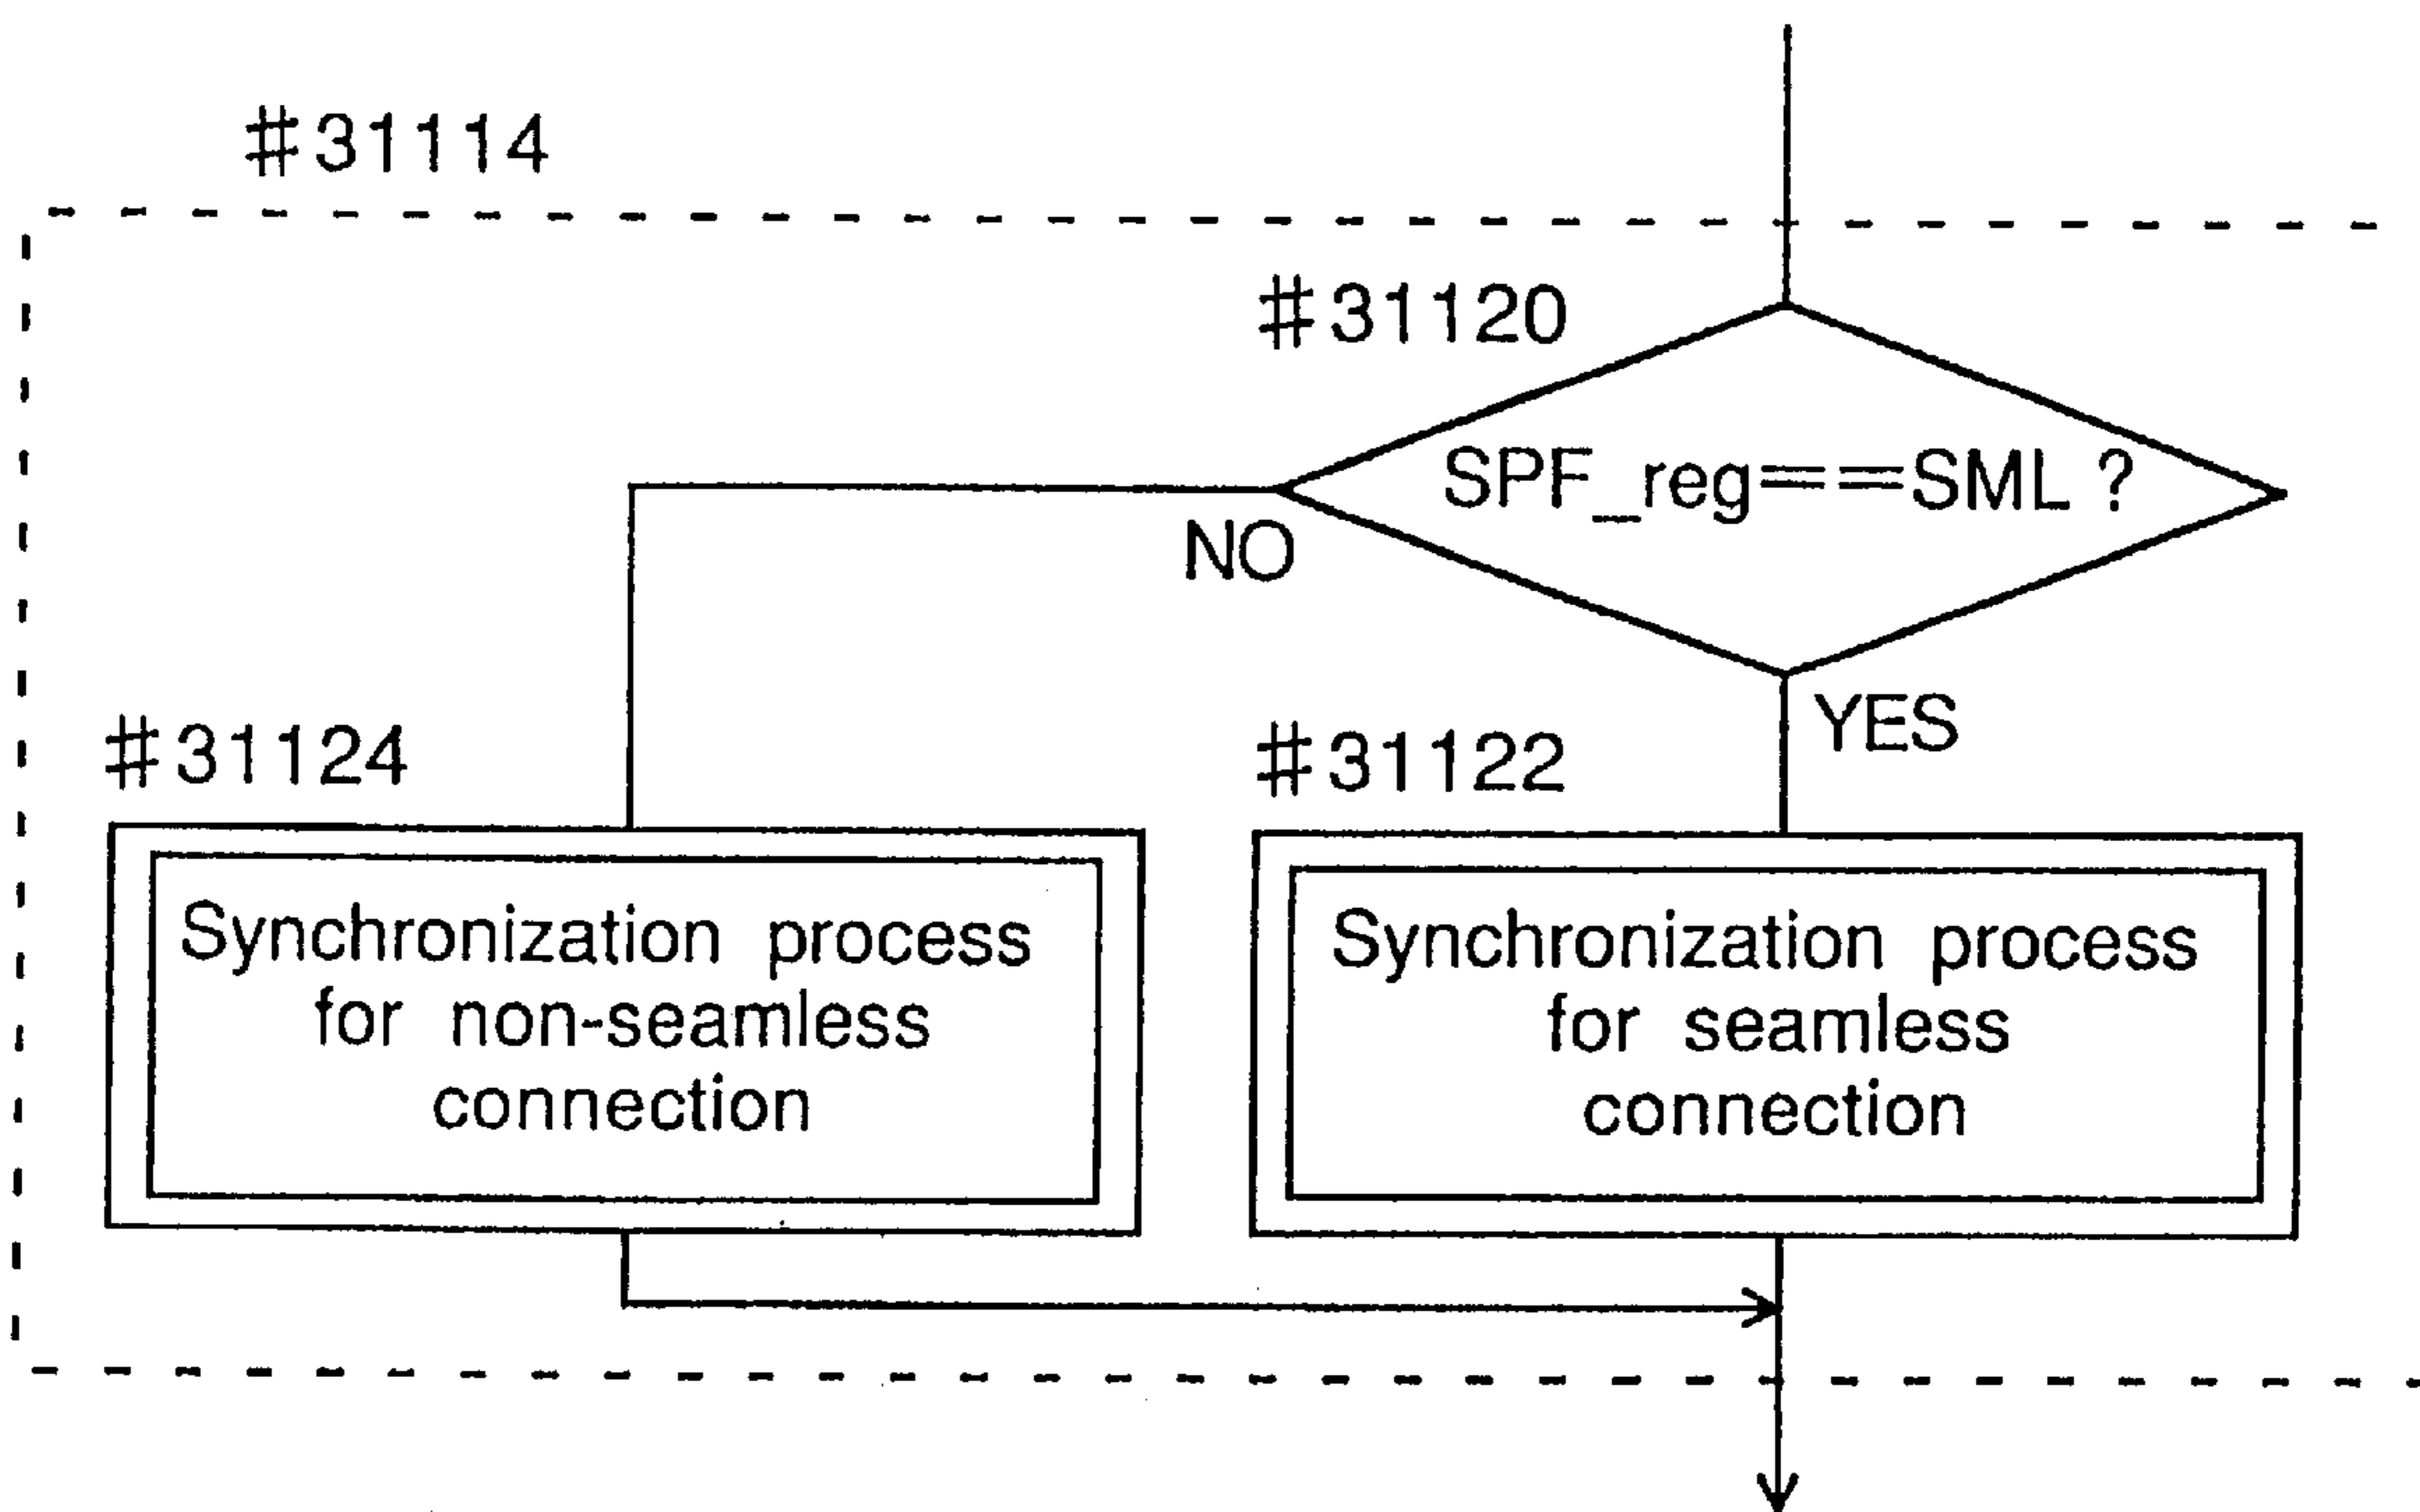 #31114
#31120
SPF_reg==SML ?
NO
YES
#31124
#31122
Synchronization process
for non-seamless
connection
Synchronization process
for seamless
connection